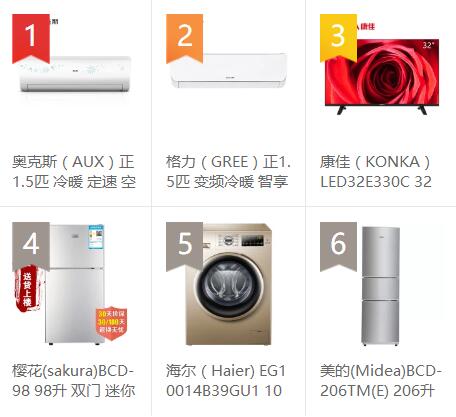 1
斯
2
3
康佳
32"
奥克斯（AUX）正
1.5匹 冷暖 定速 空
格力（GREE）正1.
5匹 变频冷暖 智享
康佳（KONKA）
LED32E330C 32
4
送货上楼
30天价保
30/180天
超换无忧
5
6
樱花(sakura)BCD-
98 98升 双门 迷你
海尔（Haier) EG1
0014B39GU1 10
美的(Midea)BCD-
206TM(E) 206升